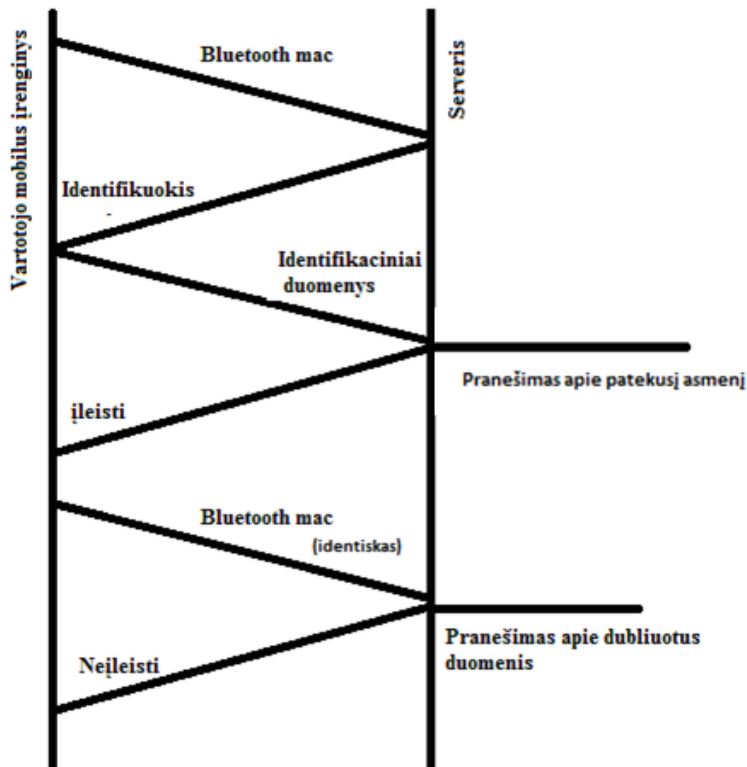 Vartotojo mobilus įrenginys
Serveris
Bluetooth mac
Identifikuokis
Identifikaciniai
duomenys
Pranešimas apie patekusį asmenį
įleisti
Bluetooth mac
(identiskas)
Pranešimas apie dubliuotus
duomenis
Neįleisti